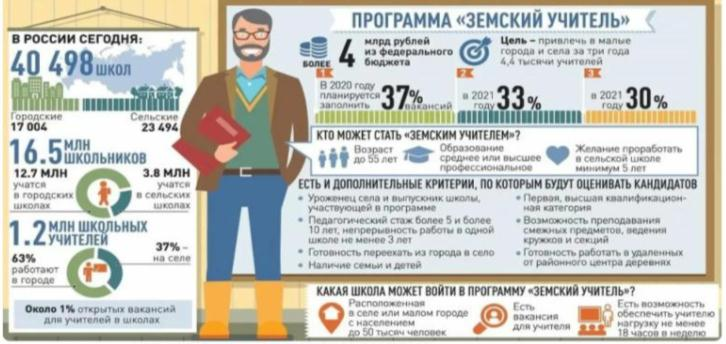 ПРОГРАММА «ЗЕМСКИЙ УЧИТЕЛЬ»
В РОССИИ СЕГОДНЯ:
40 498 ШКОЛ
Городские
17 004
Сельские
23 494
16.5 МЛН
ШКОЛЬНИКОВ
12.7 МЛН
учатся
в городских
школах
3.8 МЛН
учатся
в сельских
школах
1.2 МЛН ШКОЛЬНЫХ
УЧИТЕЛЕЙ
63%
работают
в городе
37% –
на селе
Около 1% открытых вакансий
для учителей в школах
БОЛЕЕ 4 млрд рублей
из федерального
бюджета
Цель – привлечь в малые
города и села за три года
4,4 тысячи учителей
1
В 2020 году
планируется
заполнить 37% вакансий
2
в 2021
году 33%
3
в 2021
году 30%
КТО МОЖЕТ СТАТЬ «ЗЕМСКИМ УЧИТЕЛЕМ»?
Возраст
до 55 лет
Образование
среднее или высшее
профессиональное
Желание проработать
в сельской школе
минимум 5 лет
ЕСТЬ И ДОПОЛНИТЕЛЬНЫЕ КРИТЕРИИ, ПО КОТОРЫМ БУДУТ ОЦЕНИВАТЬ КАНДИДАТОВ
• Уроженец села и выпускник школы,
участвующей в программе
• Педагогический стаж более 5 и более
10 лет, непрерывность работы в одной
школе не менее 3 лет
• Готовность переехать из города в село
• Наличие семьи и детей
• Первая, высшая квалификацион-
ная категория
• Возможность преподавания
смежных предметов, ведения
кружков и секций
• Готовность работать в удаленных
от районного центра деревнях
КАКАЯ ШКОЛА МОЖЕТ ВОЙТИ В ПРОГРАММУ «ЗЕМСКИЙ УЧИТЕЛЬ»?
Расположенная
в селе или малом городе
с населением
до 50 тысяч человек
Есть
вакансия
для учителя
Есть возможность
обеспечить учителю
нагрузку не менее
18 часов в неделю